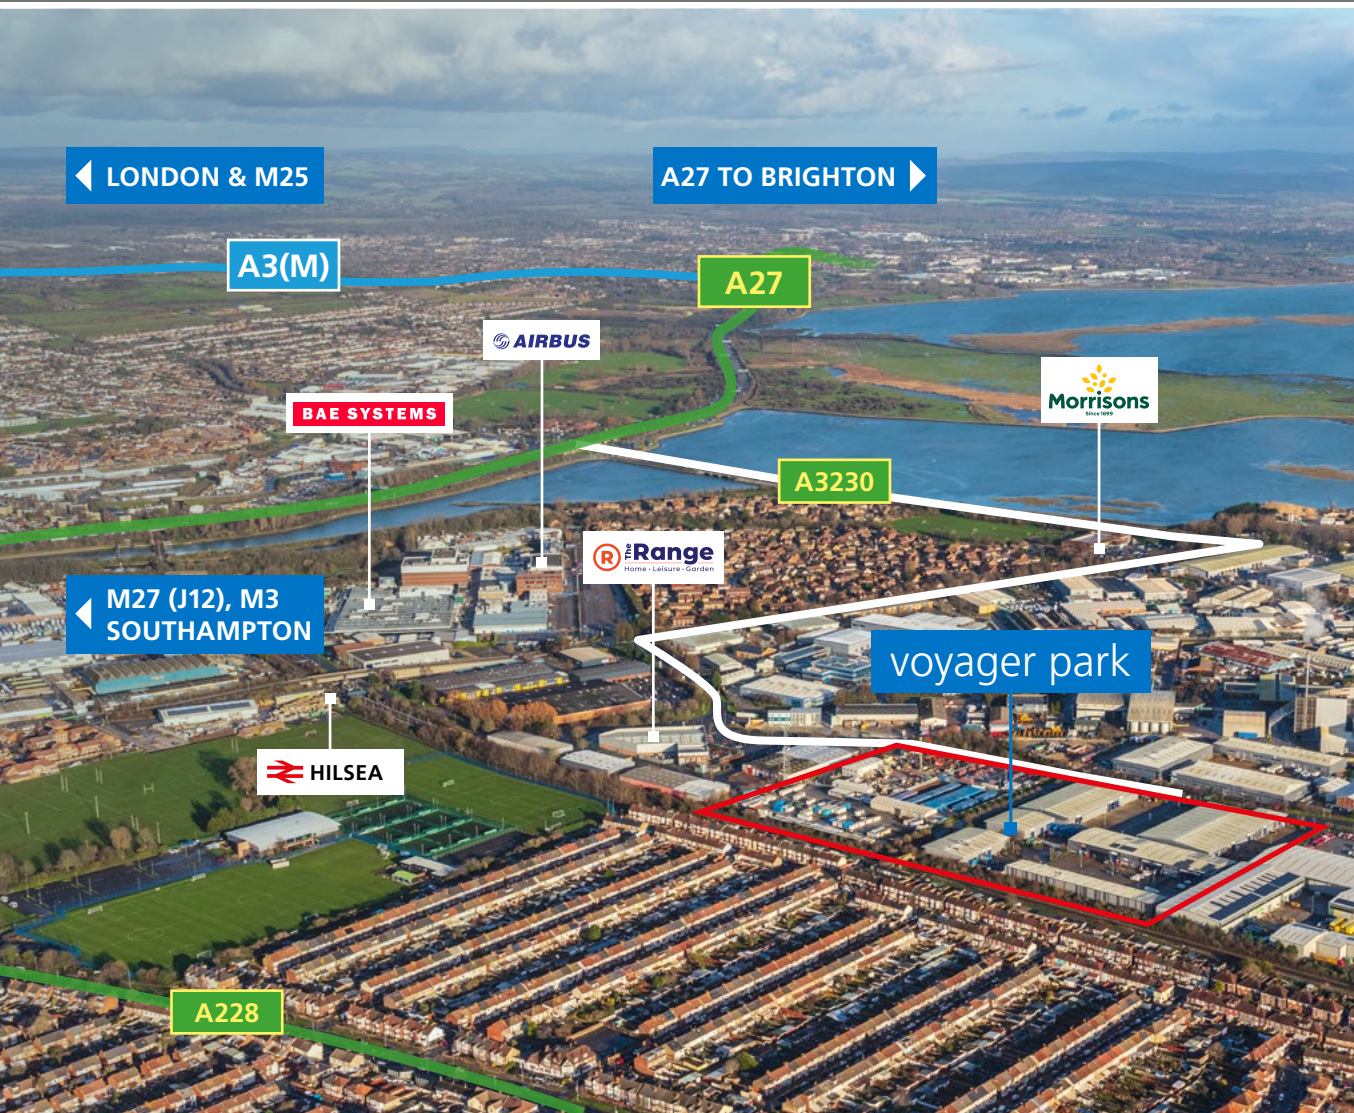 LONDON & M25
A27 TO BRIGHTON
A3(M)
A27
AIRBUS
BAE SYSTEMS
Morrisons
Since 1899
A3230
The Range
Home • Leisure • Garden
M27 (J12), M3
SOUTHAMPTON
voyager park
HILSEA
A228